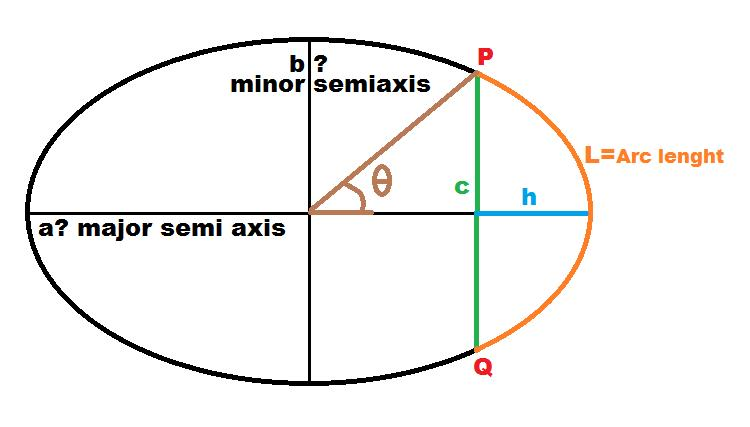 P
b ?
minor semiaxis
θ
L=Arc lenght
c
h
a? major semi axis
Q